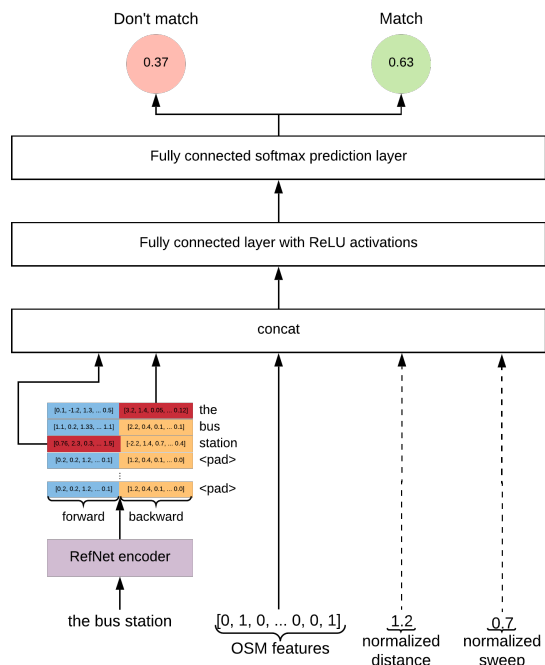 Don't match
Match
0.37
0.63
Fully connected softmax prediction layer
Fully connected layer with ReLU activations
concat
[0.1, -1.2, 1.3, ... 0.5] [3.2, 1.4, 0.05, ... 0.12] the
[1.1, 0.2, 1.33, ... 1.1] [2.2, 0.4, 0.1, ... 0.1] bus
[0.76, 2.3, 0.3, ... 1.5] [-2.2, 1.4, 0.7, ... 0.4] station
[0.2, 0.2, 1.2, ... 0.1] [1.2, 0.4, 0.1, ... 0.0] <pad>
⋮
[0.2, 0.2, 1.2, ... 0.1] [1.2, 0.4, 0.1, ... 0.0] <pad>
forward backward
RefNet encoder
the bus station
[0, 1, 0, ... 0, 0, 1]
OSM features
1.2
normalized
distance
0.7
normalized
sweep